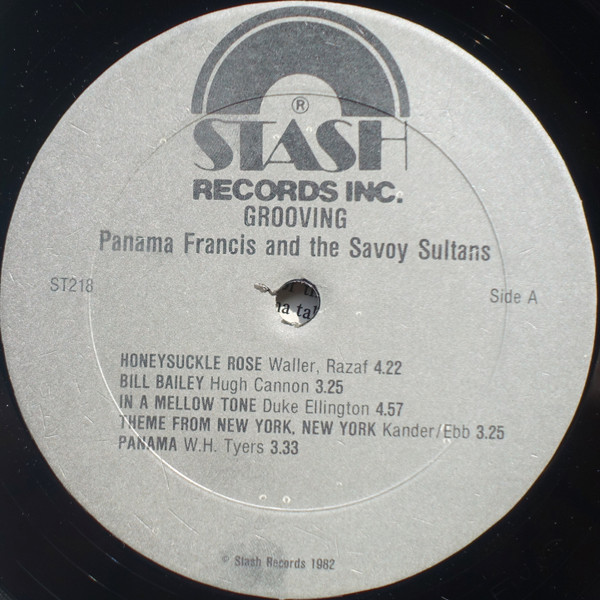 ®
STASH
RECORDS INC.
GROOVING
Panama Francis and the Savoy Sultans
ST218
Side A
HONEYSUCKLE ROSE Waller, Razaf 4.22
BILL BAILEY Hugh Cannon 3.25
IN A MELLOW TONE Duke Ellington 4.57
THEME FROM NEW YORK, NEW YORK Kander/Ebb 3.25
PANAMA W.H. Tyers 3.33
© Stash Records 1982